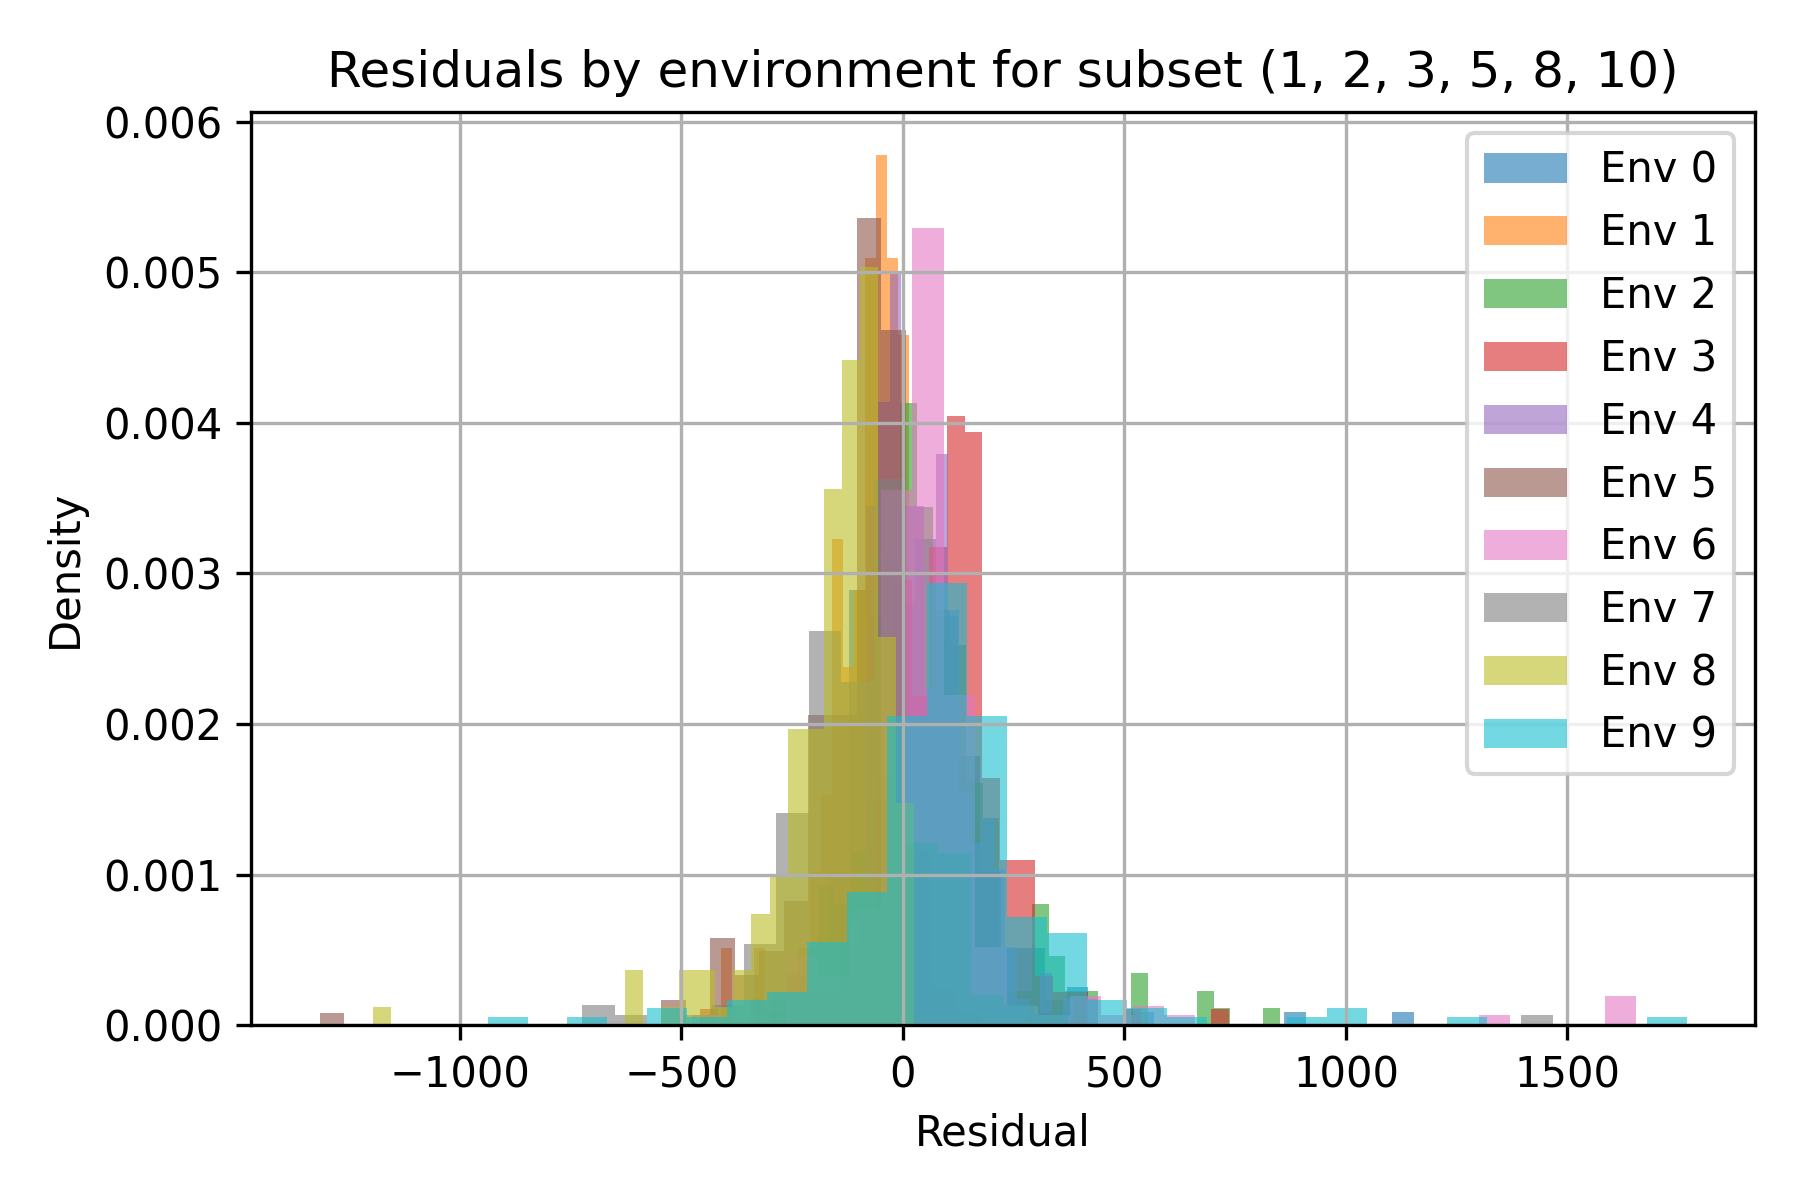 Residuals by environment for subset (1, 2, 3, 5, 8, 10)
0.006
0.005
0.004
0.003
0.002
0.001
0.000
Density
−1000
−500
0
500
1000
1500
Residual
Env 0
Env 1
Env 2
Env 3
Env 4
Env 5
Env 6
Env 7
Env 8
Env 9